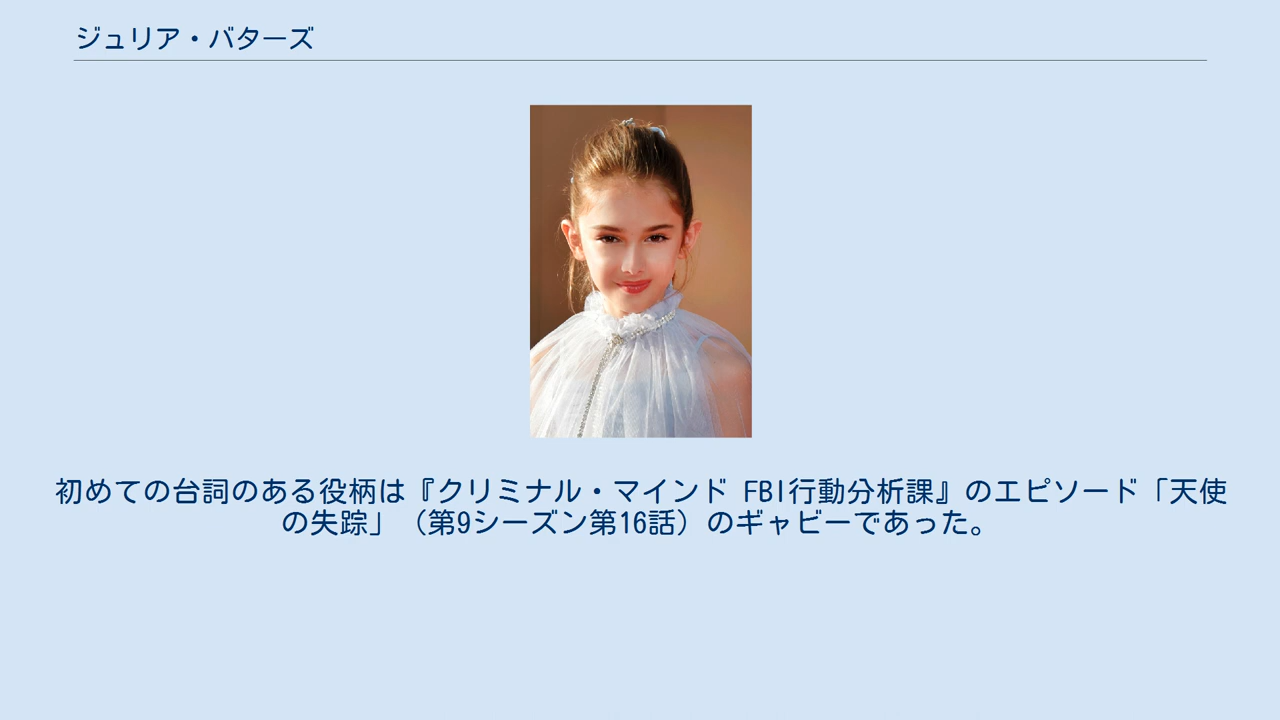 ジュリア・バターズ
初めての台詞のある役柄は『クリミナル・マインド FBI行動分析課』のエピソード「天使
の失踪」（第9シーズン第16話）のギャビーであった。